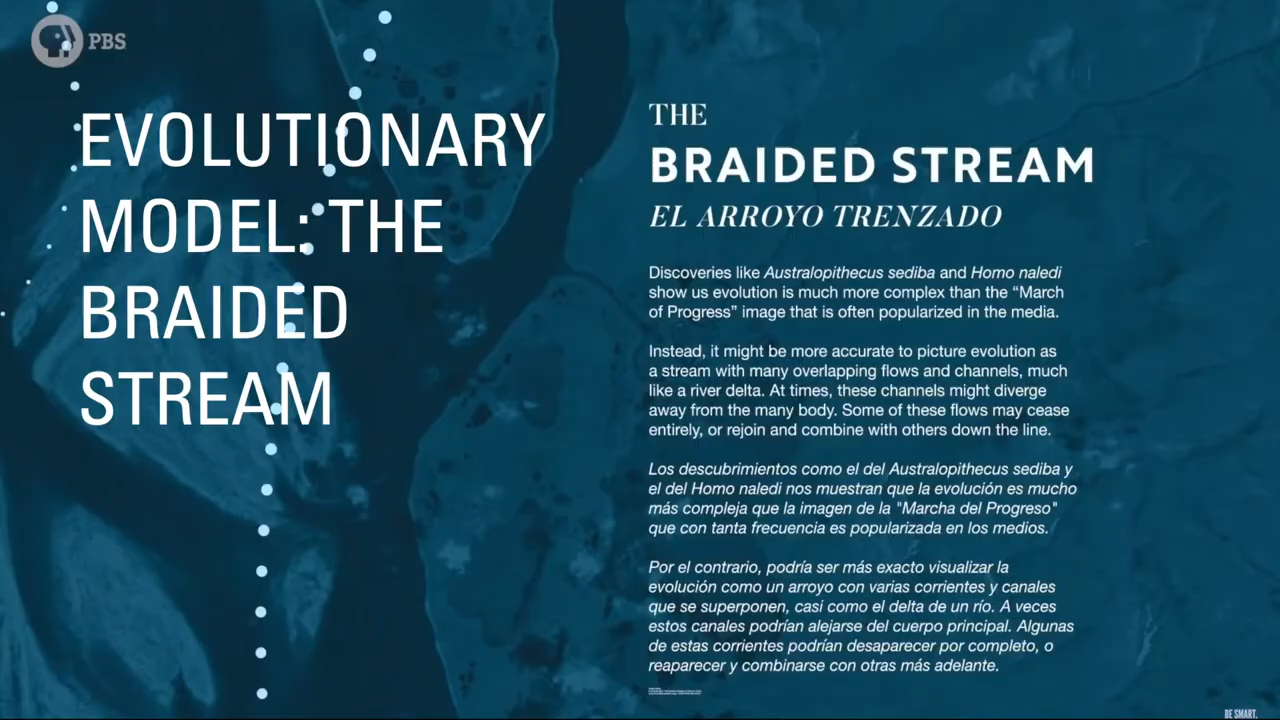 PBS
EVOLUTIONARY
MODEL: THE
BRAIDED
STREAM
THE
BRAIDED STREAM
EL ARROYO TRENZADO
Discoveries like Australopithecus sediba and Homo naledi
show us evolution is much more complex than the “March
of Progress” image that is often popularized in the media.
Instead, it might be more accurate to picture evolution as
a stream with many overlapping flows and channels, much
like a river delta. At times, these channels might diverge
away from the many body. Some of these flows may cease
entirely, or rejoin and combine with others down the line.
Los descubrimientos como el del Australopithecus sediba y
el del Homo naledi nos muestran que la evolución es mucho
más compleja que la imagen de la "Marcha del Progreso"
que con tanta frecuencia es popularizada en los medios.
Por el contrario, podría ser más exacto visualizar la
evolución como un arroyo con varias corrientes y canales
que se superponen, casi como el delta de un río. A veces
estos canales podrían alejarse del cuerpo principal. Algunas
de estas corrientes podrían desaparecer por completo, o
reaparecer y combinarse con otras más adelante.
BE SMART.